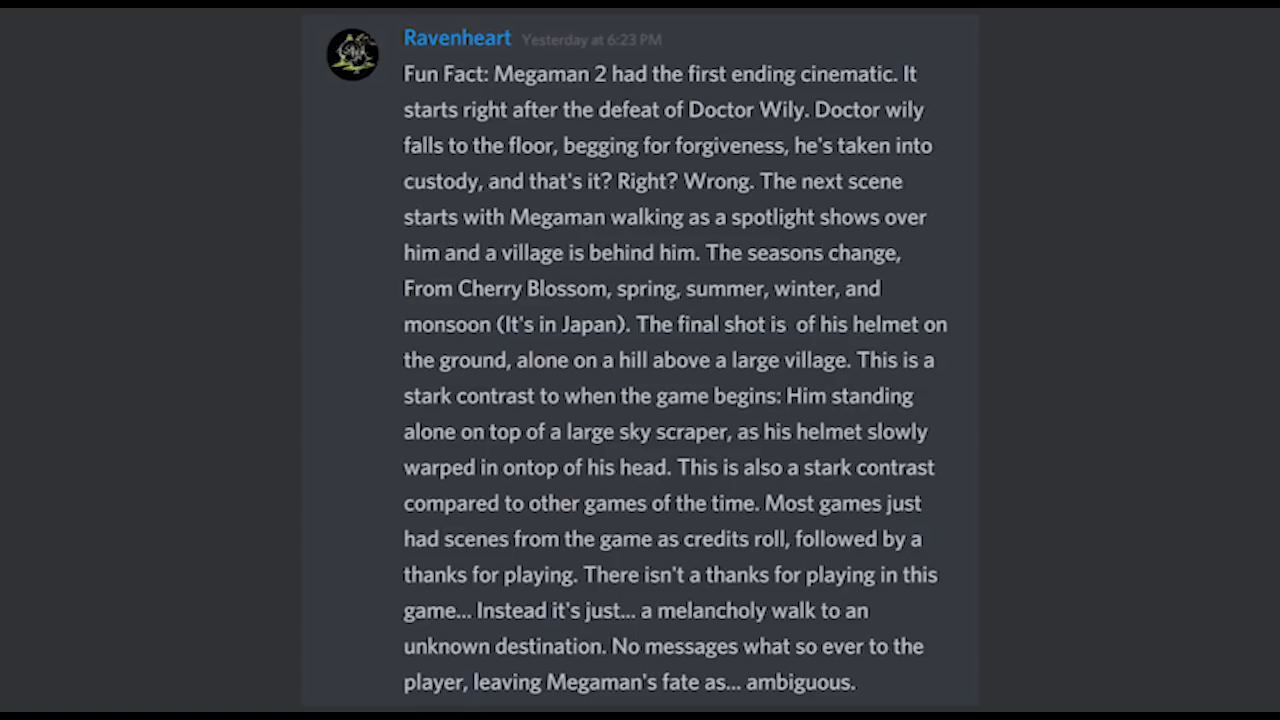 Ravenheart Yesterday at 6:23 PM
Fun Fact: Megaman 2 had the first ending cinematic. It
starts right after the defeat of Doctor Wily. Doctor wily
falls to the floor, begging for forgiveness, he's taken into
custody, and that's it? Right? Wrong. The next scene
starts with Megaman walking as a spotlight shows over
him and a village is behind him. The seasons change,
From Cherry Blossom, spring, summer, winter, and
monsoon (It's in Japan). The final shot is  of his helmet on
the ground, alone on a hill above a large village. This is a
stark contrast to when the game begins: Him standing
alone on top of a large sky scraper, as his helmet slowly
warped in ontop of his head. This is also a stark contrast
compared to other games of the time. Most games just
had scenes from the game as credits roll, followed by a
thanks for playing. There isn't a thanks for playing in this
game... Instead it's just... a melancholy walk to an
unknown destination. No messages what so ever to the
player, leaving Megaman's fate as... ambiguous.